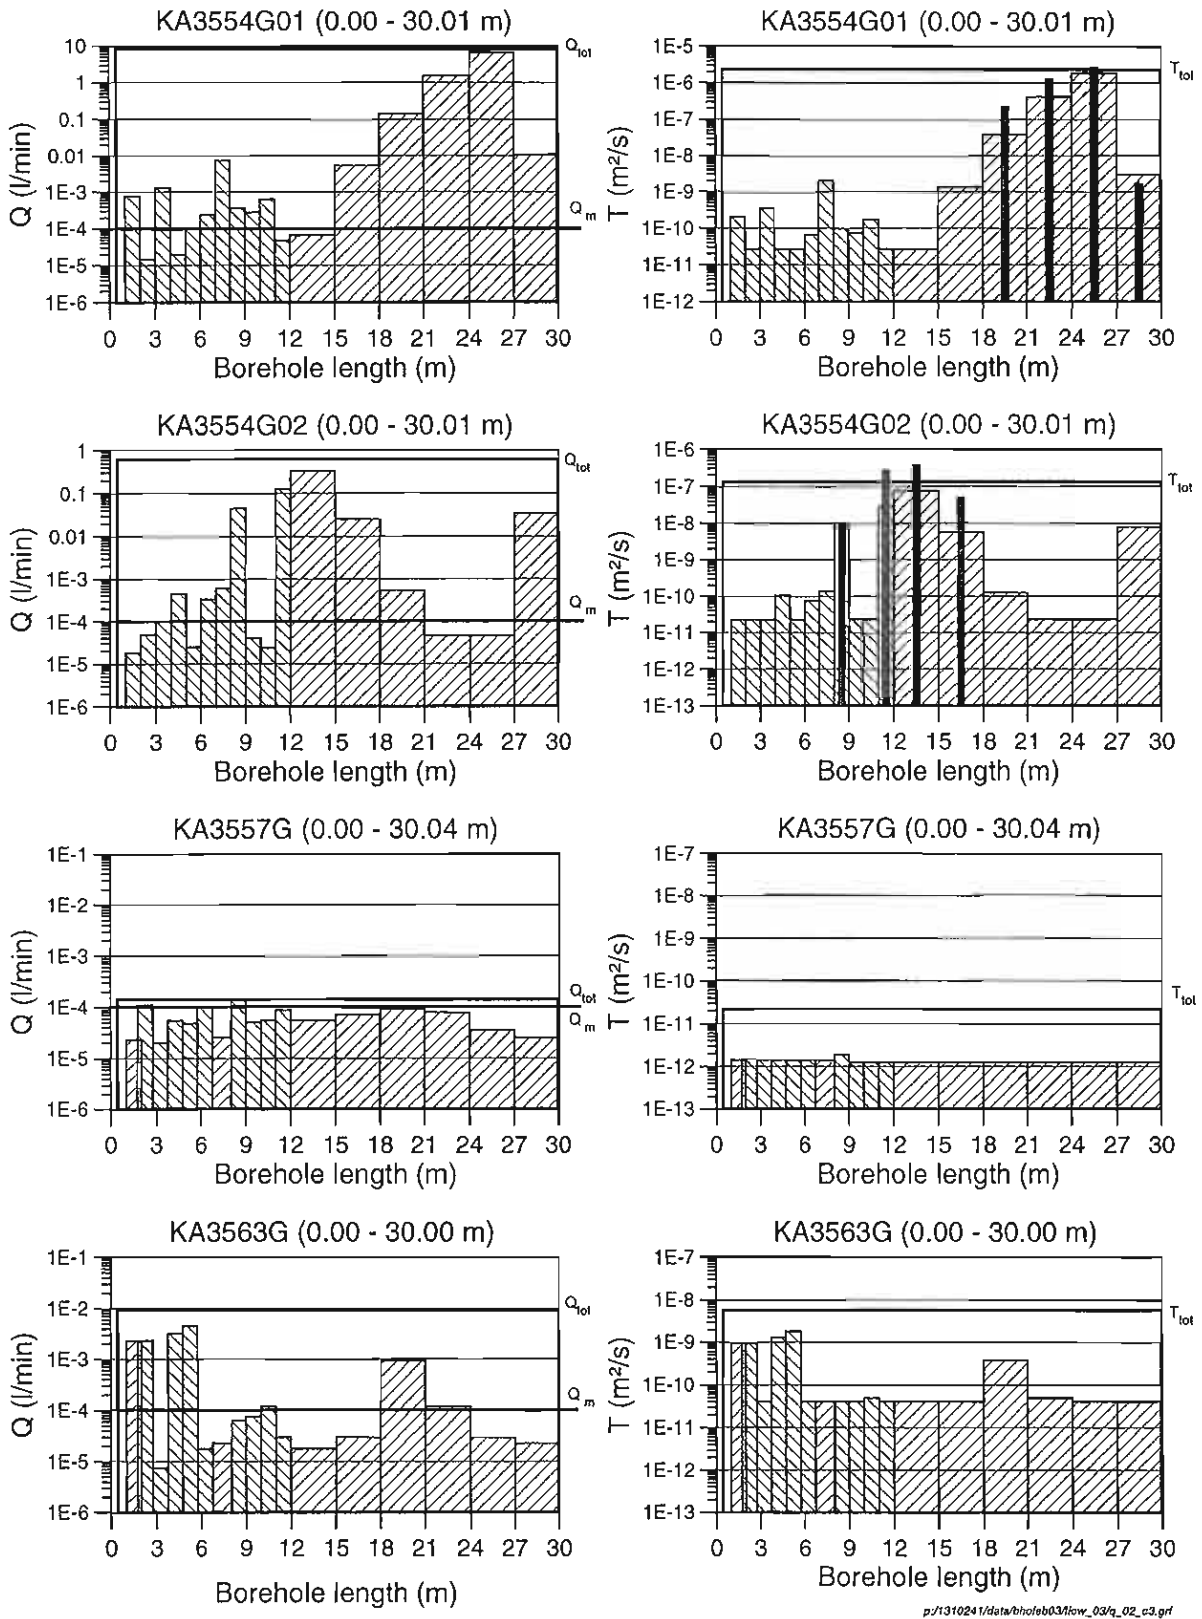 KA3554G01 (0.00 - 30.01 m)
10
1
0.1
0.01
1E-3
1E-4
1E-5
1E-6
Q (l/min)
Q tot
Q m
0 3 6 9 12 15 18 21 24 27 30
Borehole length (m)
KA3554G01 (0.00 - 30.01 m)
1E-5
1E-6
1E-7
1E-8
1E-9
1E-10
1E-11
1E-12
T (m²/s)
T tot
0 3 6 9 12 15 18 21 24 27 30
Borehole length (m)
KA3554G02 (0.00 - 30.01 m)
1
0.1
0.01
1E-3
1E-4
1E-5
1E-6
Q (l/min)
Q tot
Q m
0 3 6 9 12 15 18 21 24 27 30
Borehole length (m)
KA3554G02 (0.00 - 30.01 m)
1E-6
1E-7
1E-8
1E-9
1E-10
1E-11
1E-12
1E-13
T (m²/s)
T tot
0 3 6 9 12 15 18 21 24 27 30
Borehole length (m)
KA3557G (0.00 - 30.04 m)
1E-1
1E-2
1E-3
1E-4
1E-5
1E-6
Q (l/min)
Q tot
Q m
0 3 6 9 12 15 18 21 24 27 30
Borehole length (m)
KA3557G (0.00 - 30.04 m)
1E-7
1E-8
1E-9
1E-10
1E-11
1E-12
1E-13
T (m²/s)
T tot
0 3 6 9 12 15 18 21 24 27 30
Borehole length (m)
KA3563G (0.00 - 30.00 m)
1E-1
1E-2
1E-3
1E-4
1E-5
1E-6
Q (l/min)
Q tot
Q m
0 3 6 9 12 15 18 21 24 27 30
Borehole length (m)
KA3563G (0.00 - 30.00 m)
1E-7
1E-8
1E-9
1E-10
1E-11
1E-12
1E-13
T (m²/s)
T tot
0 3 6 9 12 15 18 21 24 27 30
Borehole length (m)